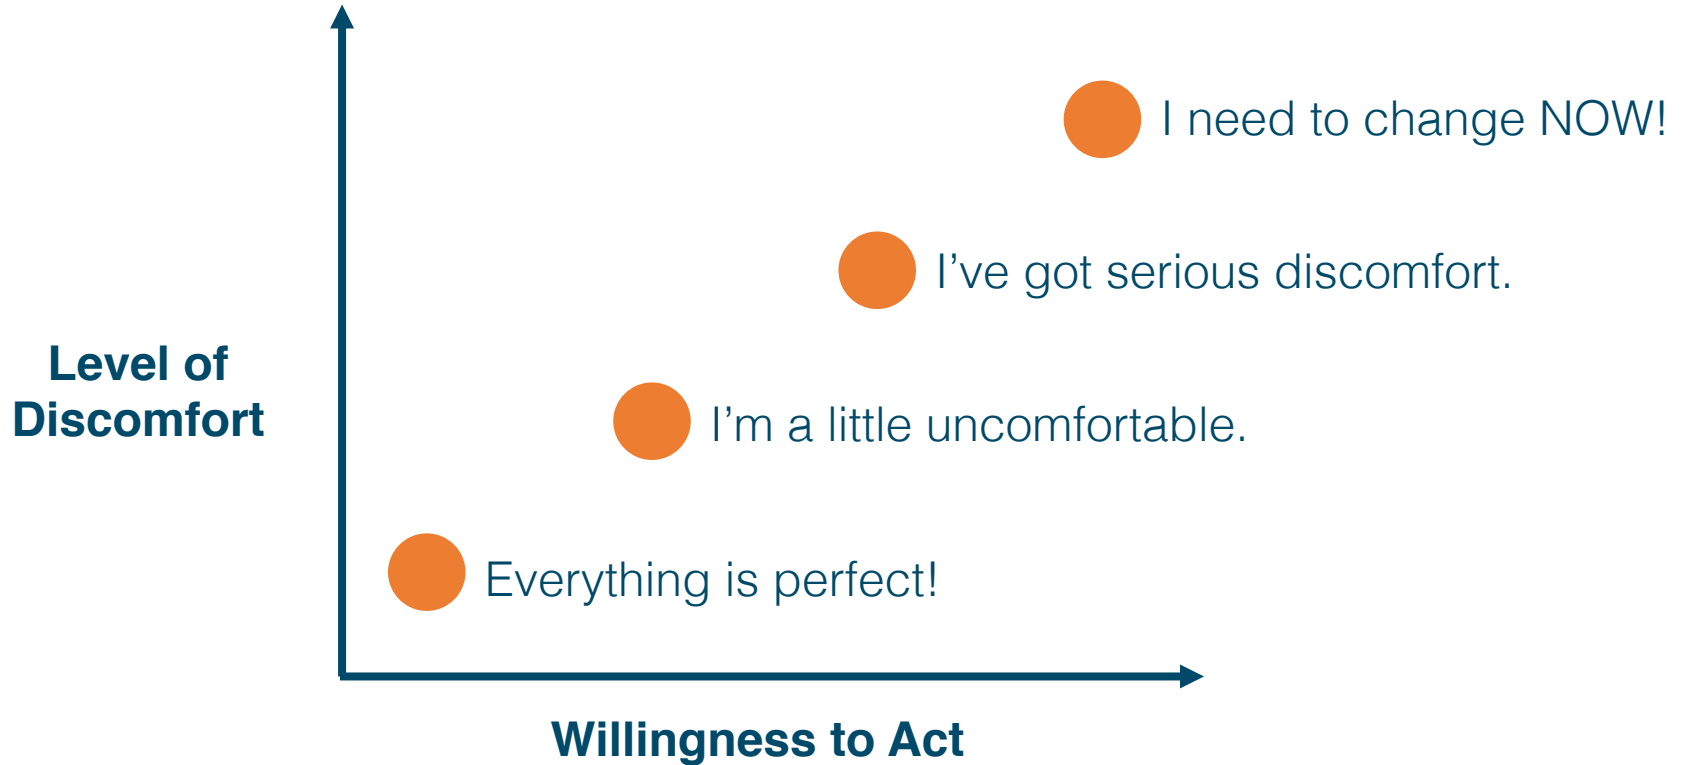 I need to change NOW!
I’ve got serious discomfort.
Level of
Discomfort
I’m a little uncomfortable.
Everything is perfect!
Willingness to Act